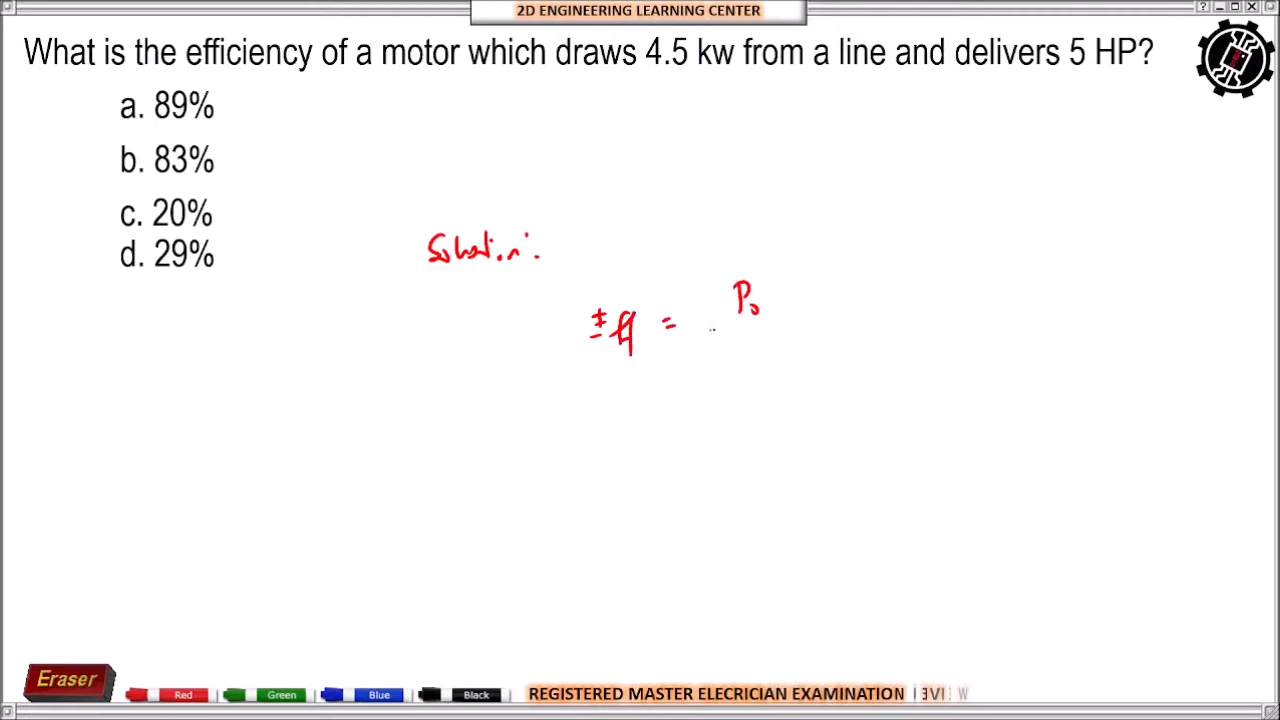 2D ENGINEERING LEARNING CENTER
What is the efficiency of a motor which draws 4.5 kw from a line and delivers 5 HP?
a. 89%
b. 83%
c. 20%
d. 29%
Solution:
= Po
Eraser
Red Green Blue Black REGISTERED MASTER ELECRICIAN EXAMINATION